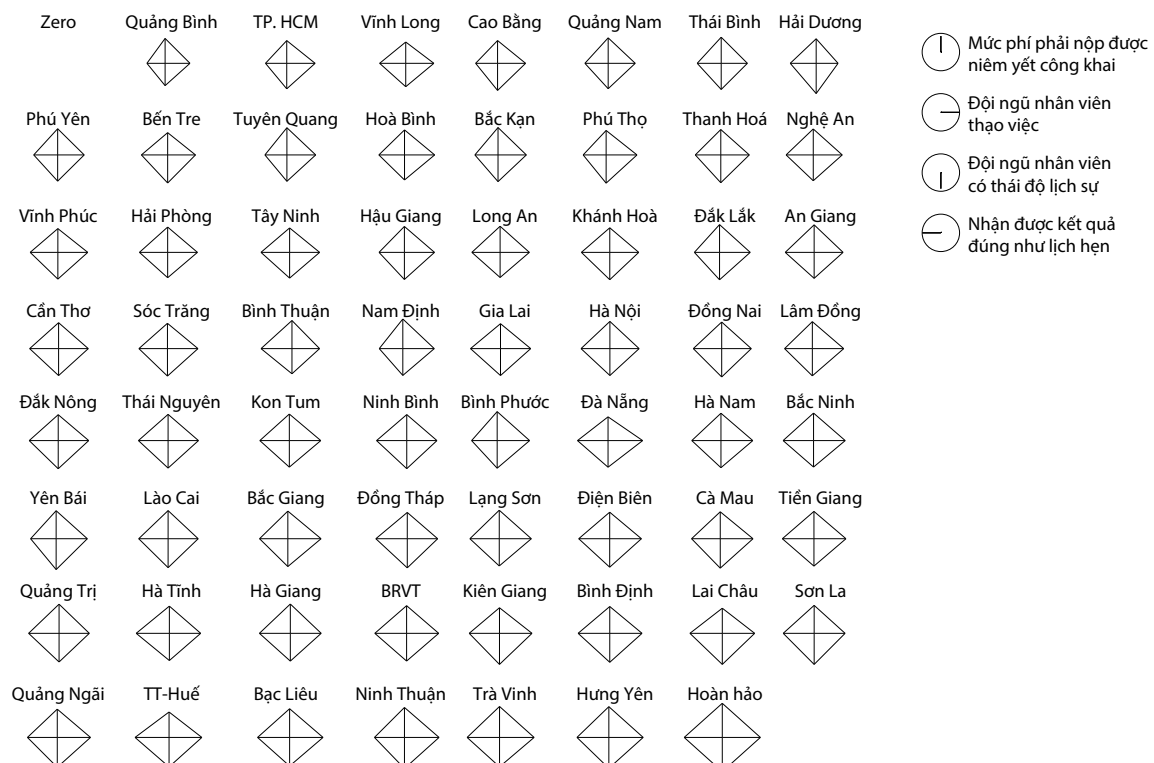 Zero Quảng Bình TP. HCM Vĩnh Long Cao Bằng Quảng Nam Thái Bình Hải Dương
Phú Yên Bến Tre Tuyên Quang Hoà Bình Bắc Kạn Phú Thọ Thanh Hoá Nghệ An
Vĩnh Phúc Hải Phòng Tây Ninh Hậu Giang Long An Khánh Hoà Đắk Lắk An Giang
Cần Thơ Sóc Trăng Bình Thuận Nam Định Gia Lai Hà Nội Đồng Nai Lâm Đồng
Đắk Nông Thái Nguyên Kon Tum Ninh Bình Bình Phước Đà Nẵng Hà Nam Bắc Ninh
Yên Bái Lào Cai Bắc Giang Đồng Tháp Lạng Sơn Điện Biên Cà Mau Tiền Giang
Quảng Trị Hà Tĩnh Hà Giang BRVT Kiên Giang Bình Định Lai Châu Sơn La
Quảng Ngãi TT-Huế Bạc Liêu Ninh Thuận Trà Vinh Hưng Yên Hoàn hảo
Mức phí phải nộp được
niêm yết công khai
Đội ngũ nhân viên
thạo việc
Đội ngũ nhân viên
có thái độ lịch sự
Nhận được kết quả
đúng như lịch hẹn